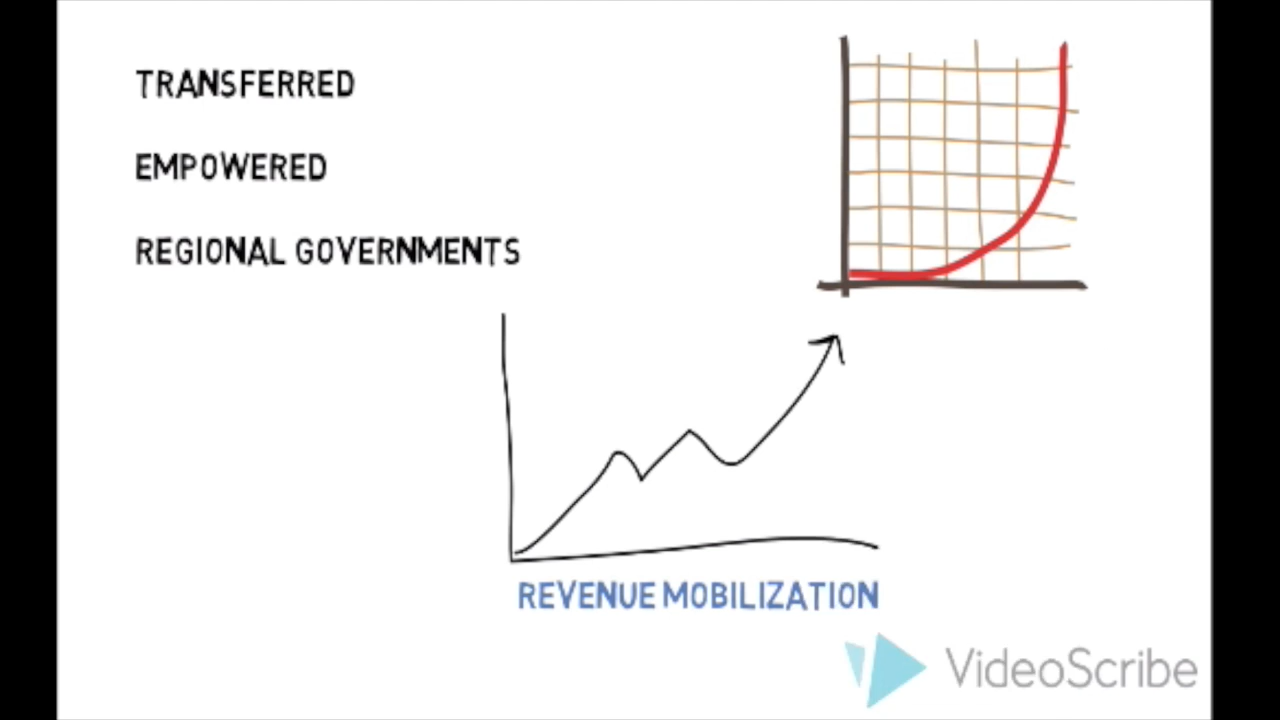 TRANSFERRED
EMPOWERED
REGIONAL GOVERNMENTS
REVENUE MOBILIZATION
VideoScribe